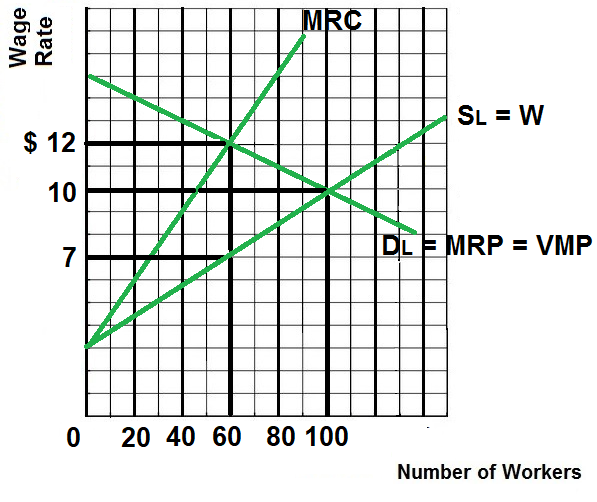 Wage
Rate
MRC
SL = W
$ 12
10
DL = MRP = VMP
7
0 20 40 60 80 100
Number of Workers